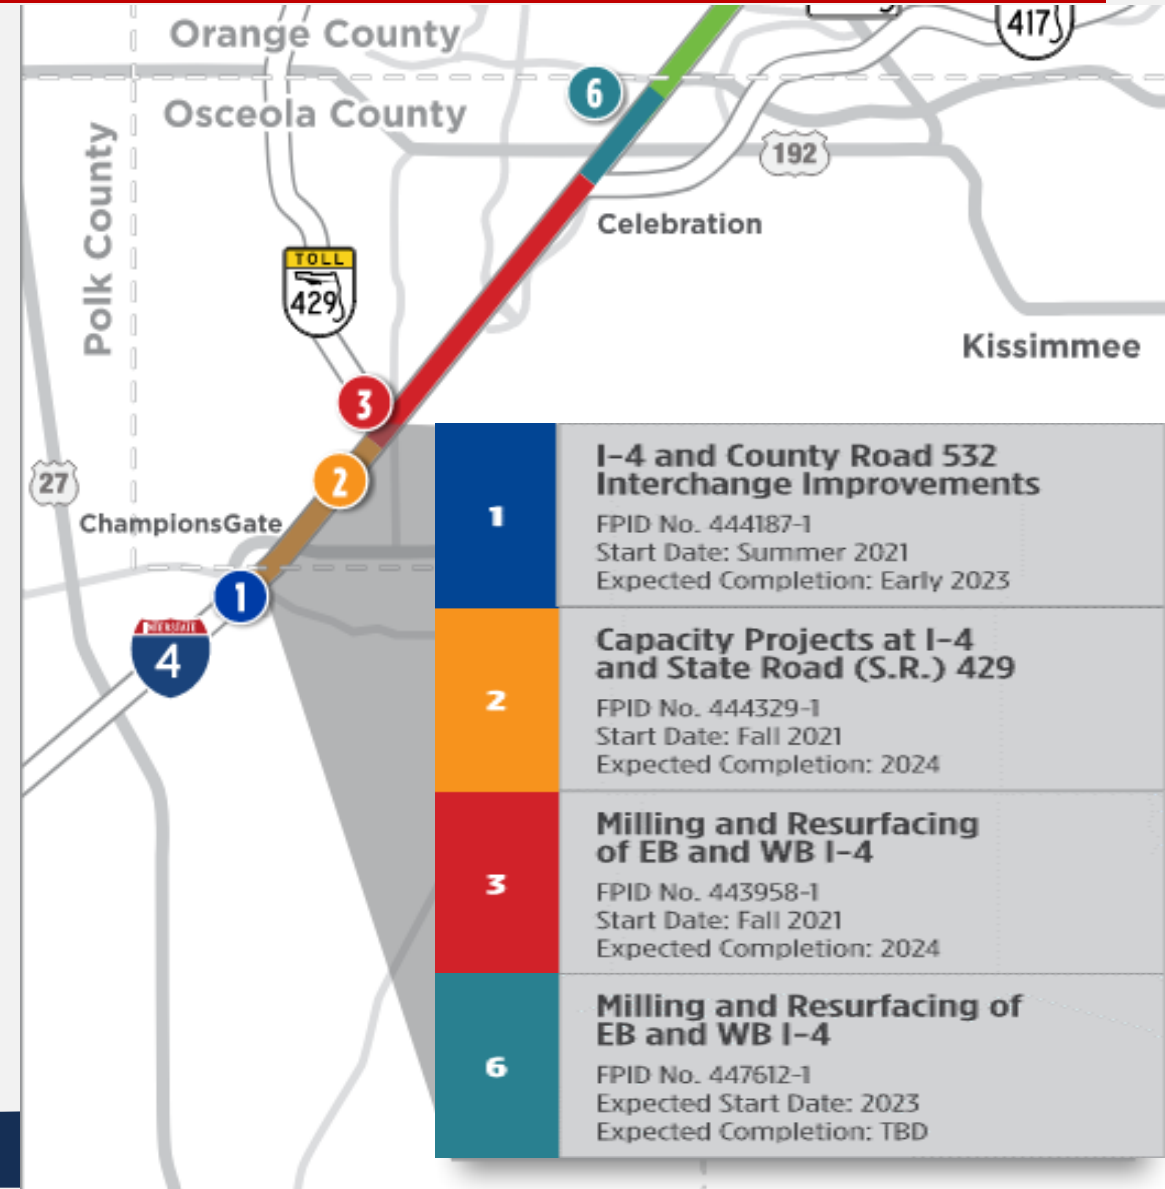 Orange County
417
6
Osceola County
192
Polk County
Celebration
TOLL
429
Kissimmee
3
2
27
ChampionsGate
1
INTERSTATE
4
1
I-4 and County Road 532
Interchange Improvements
FPID No. 444187-1
Start Date: Summer 2021
Expected Completion: Early 2023
2
Capacity Projects at I-4
and State Road (S.R.) 429
FPID No. 444329-1
Start Date: Fall 2021
Expected Completion: 2024
3
Milling and Resurfacing
of EB and WB I-4
FPID No. 443958-1
Start Date: Fall 2021
Expected Completion: 2024
6
Milling and Resurfacing of
EB and WB I-4
FPID No. 447612-1
Expected Start Date: 2023
Expected Completion: TBD